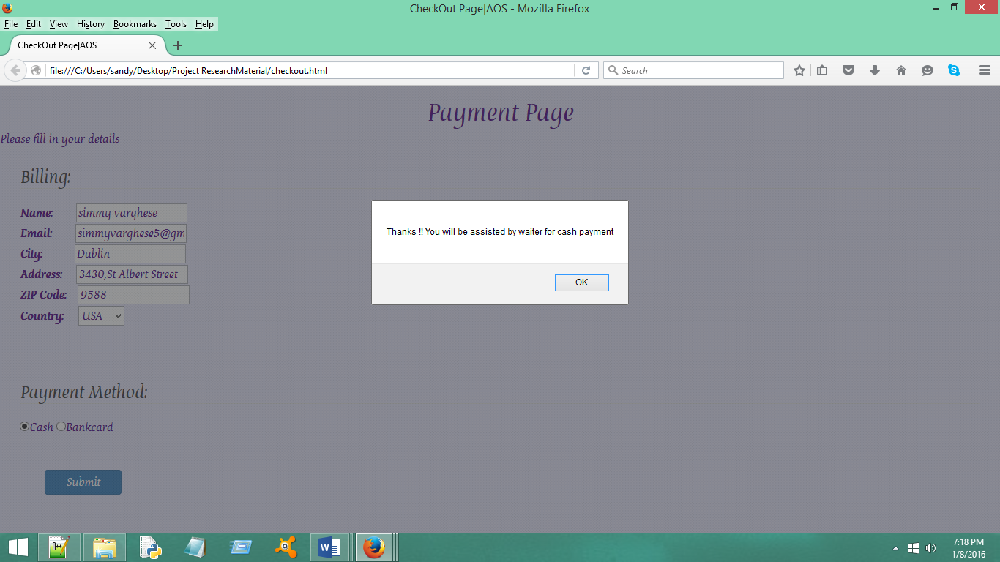 CheckOut Page|AOS - Mozilla Firefox
File Edit View History Bookmarks Tools Help
CheckOut Page|AOS
file:///C:/Users/sandy/Desktop/Project ResearchMaterial/checkout.html
Search
Payment Page
Please fill in your details
Billing:
Name: simmy varghese
Email: simmyvarghese5@gm
City: Dublin
Address: 3430,St Albert Street
ZIP Code: 9588
Country: USA
Thanks !! You will be assisted by waiter for cash payment
OK
Payment Method:
Cash Bankcard
Submit
7:18 PM
1/8/2016